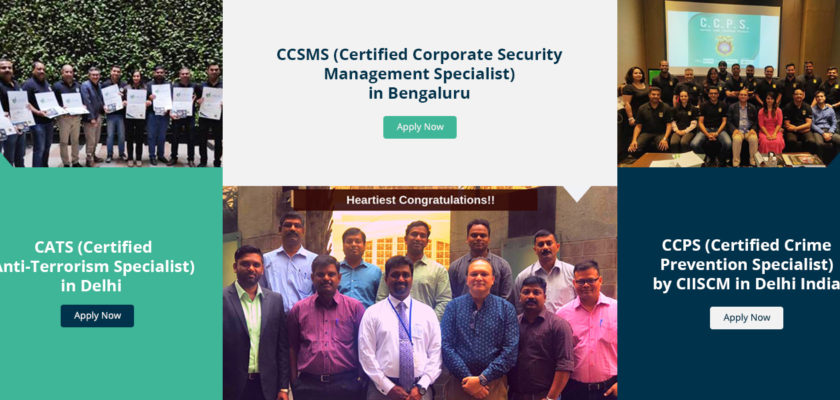 CCSMS (Certified Corporate Security
Management Specialist)
in Bengaluru
Apply Now
C.C.P.S.
Heartiest Congratulations!!
CATS (Certified
Anti-Terrorism Specialist)
in Delhi
Apply Now
CCPS (Certified Crime
Prevention Specialist)
by CIISCM in Delhi India
Apply Now